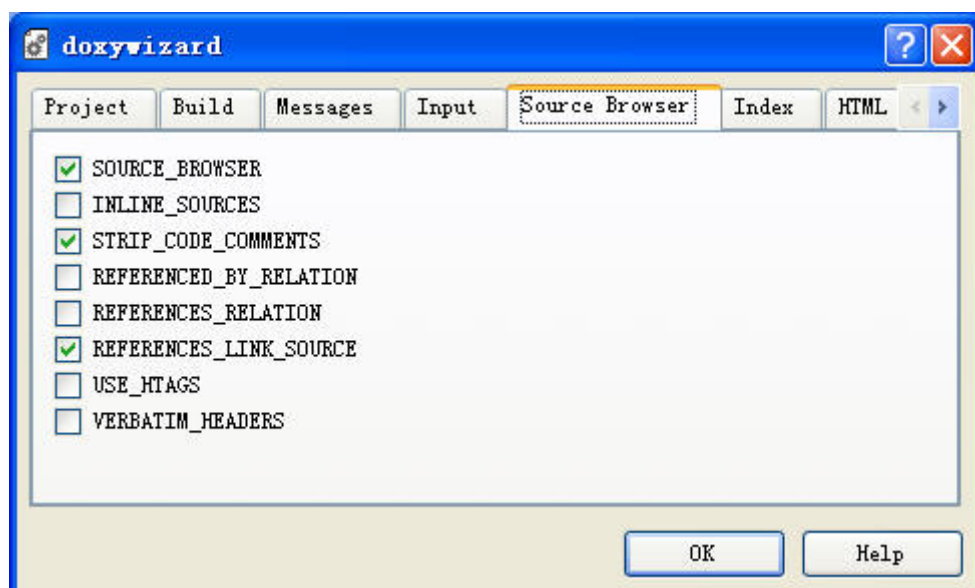 doxywizard
Project Build Messages Input Source Browser Index HTML
SOURCE_BROWSER
INLINE_SOURCES
STRIP_CODE_COMMENTS
REFERENCED_BY_RELATION
REFERENCES_RELATION
REFERENCES_LINK_SOURCE
USE_HTAGS
VERBATIM_HEADERS
OK Help